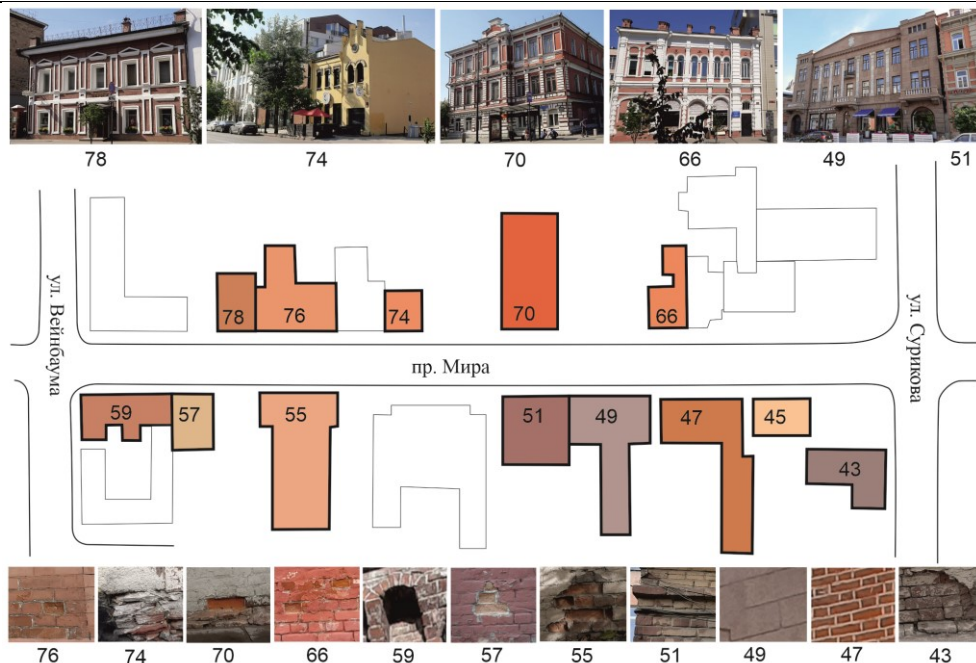 78 74 70 66 49 51
ул. Вейнбаума
ул. Сурикова
78 76 74 70 66
пр. Мира
59 57 55 51 49 47 45 43
76 74 70 66 59 57 55 51 49 47 43